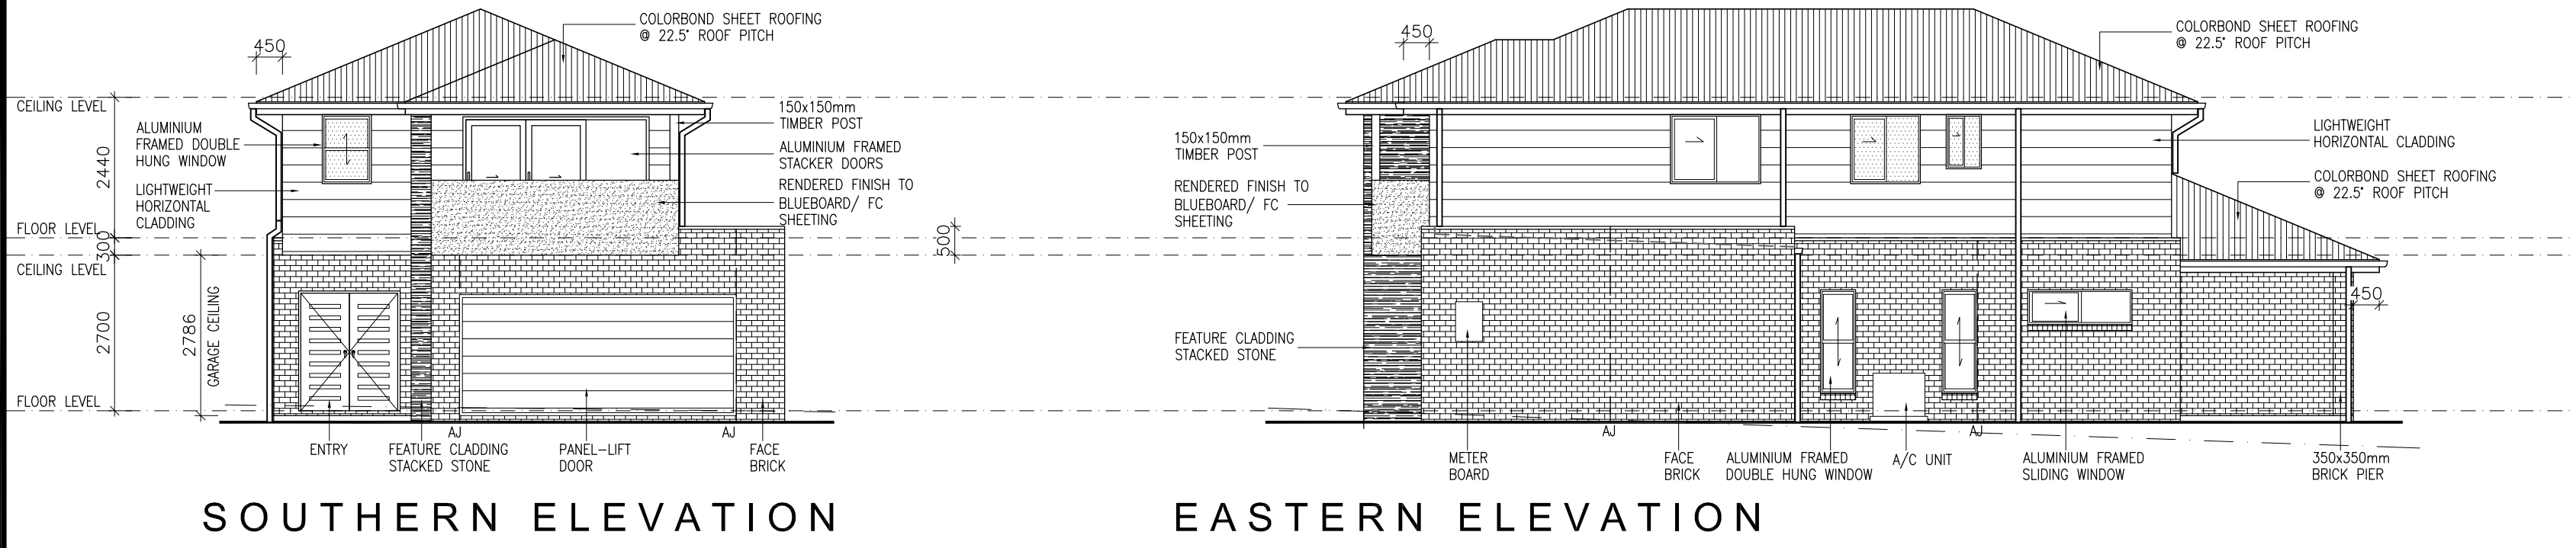 450
COLORBOND SHEET ROOFING
@ 22.5° ROOF PITCH
CEILING LEVEL
2440
ALUMINIUM
FRAMED DOUBLE
HUNG WINDOW
LIGHTWEIGHT
HORIZONTAL
CLADDING
150x150mm
TIMBER POST
ALUMINIUM FRAMED
STACKER DOORS
RENDERED FINISH TO
BLUEBOARD/ FC
SHEETING
FLOOR LEVEL
300
CEILING LEVEL
500
2700
2786
GARAGE CEILING
FLOOR LEVEL
ENTRY
FEATURE CLADDING
STACKED STONE
AJ
PANEL-LIFT
DOOR
AJ
FACE
BRICK
SOUTHERN ELEVATION
450
COLORBOND SHEET ROOFING
@ 22.5° ROOF PITCH
150x150mm
TIMBER POST
RENDERED FINISH TO
BLUEBOARD/ FC
SHEETING
LIGHTWEIGHT
HORIZONTAL CLADDING
COLORBOND SHEET ROOFING
@ 22.5° ROOF PITCH
450
FEATURE CLADDING
STACKED STONE
METER
BOARD
AJ
FACE
BRICK
ALUMINIUM FRAMED
DOUBLE HUNG WINDOW
A/C UNIT
AJ
ALUMINIUM FRAMED
SLIDING WINDOW
350x350mm
BRICK PIER
EASTERN ELEVATION